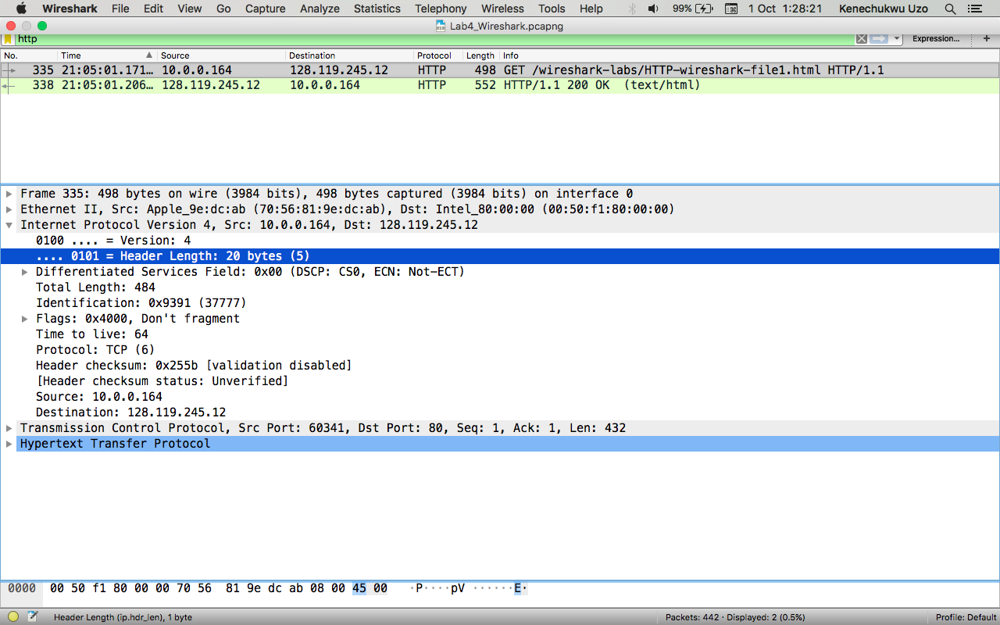 Wireshark File Edit View Go Capture Analyze Statistics Telephony Wireless Tools Help 99% 1 Oct 1:28:21 Kenechukwu Uzo
Lab4_Wireshark.pcapng
http Expression... +
No. Time Source Destination Protocol Length Info
335 21:05:01.171… 10.0.0.164 128.119.245.12 HTTP 498 GET /wireshark-labs/HTTP-wireshark-file1.html HTTP/1.1
338 21:05:01.206… 128.119.245.12 10.0.0.164 HTTP 552 HTTP/1.1 200 OK (text/html)
Frame 335: 498 bytes on wire (3984 bits), 498 bytes captured (3984 bits) on interface 0
Ethernet II, Src: Apple_9e:dc:ab (70:56:81:9e:dc:ab), Dst: Intel_80:00:00 (00:50:f1:80:00:00)
Internet Protocol Version 4, Src: 10.0.0.164, Dst: 128.119.245.12
0100 .... = Version: 4
.... 0101 = Header Length: 20 bytes (5)
Differentiated Services Field: 0x00 (DSCP: CS0, ECN: Not-ECT)
Total Length: 484
Identification: 0x9391 (37777)
Flags: 0x4000, Don't fragment
Time to live: 64
Protocol: TCP (6)
Header checksum: 0x255b [validation disabled]
[Header checksum status: Unverified]
Source: 10.0.0.164
Destination: 128.119.245.12
Transmission Control Protocol, Src Port: 60341, Dst Port: 80, Seq: 1, Ack: 1, Len: 432
Hypertext Transfer Protocol
0000 00 50 f1 80 00 00 70 56 81 9e dc ab 08 00 45 00 ·P····pV ······E·
Header Length (ip.hdr_len), 1 byte Packets: 442 · Displayed: 2 (0.5%) Profile: Default